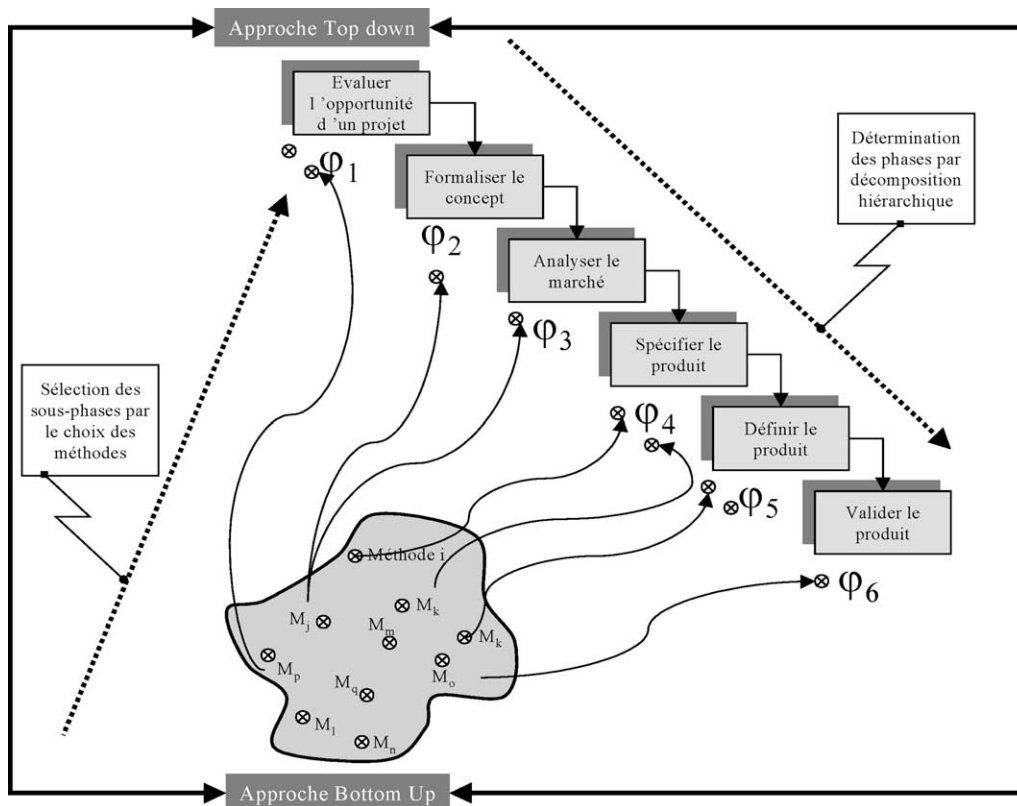 Approche Top down
Evaluer
l ’opportunité
d ’un projet
φ1
Formaliser le
concept
φ2
Analyser le
marché
φ3
Spécifier le
produit
φ4
Définir le
produit
φ5
Valider le
produit
φ6
Détermination
des phases par
décomposition
hiérarchique
Sélection des
sous-phases par
le choix des
méthodes
Méthode i
Mj
Mk
Mm
Mk
Mp
Mo
Mq
Ml
Mn
Approche Bottom Up